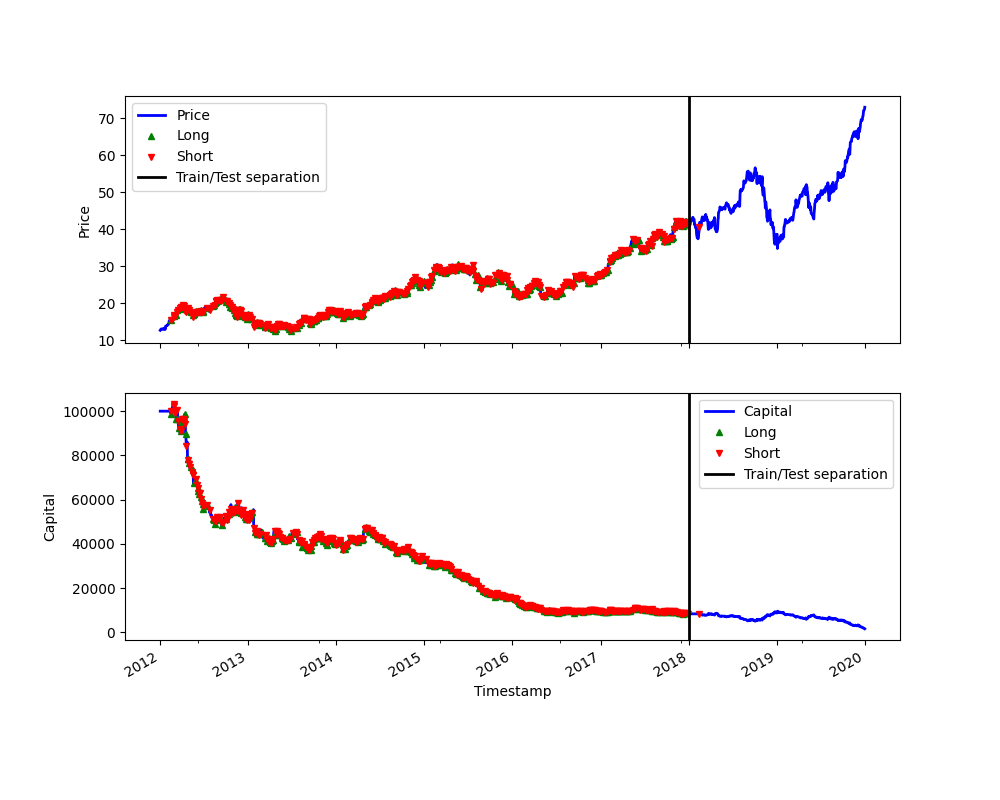 Price
Long
Short
Train/Test separation
70
60
50
40
30
20
10
Price
Capital
Long
Short
Train/Test separation
100000
80000
60000
40000
20000
0
Capital
2012 2013 2014 2015 2016 2017 2018 2019 2020
Timestamp